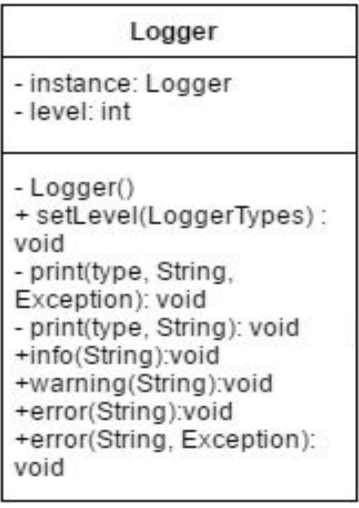 Logger
- instance: Logger
- level: int
- Logger()
+ setLevel(LoggerTypes) :
void
- print(type, String,
Exception): void
- print(type, String): void
+info(String):void
+warning(String):void
+error(String):void
+error(String, Exception):
void